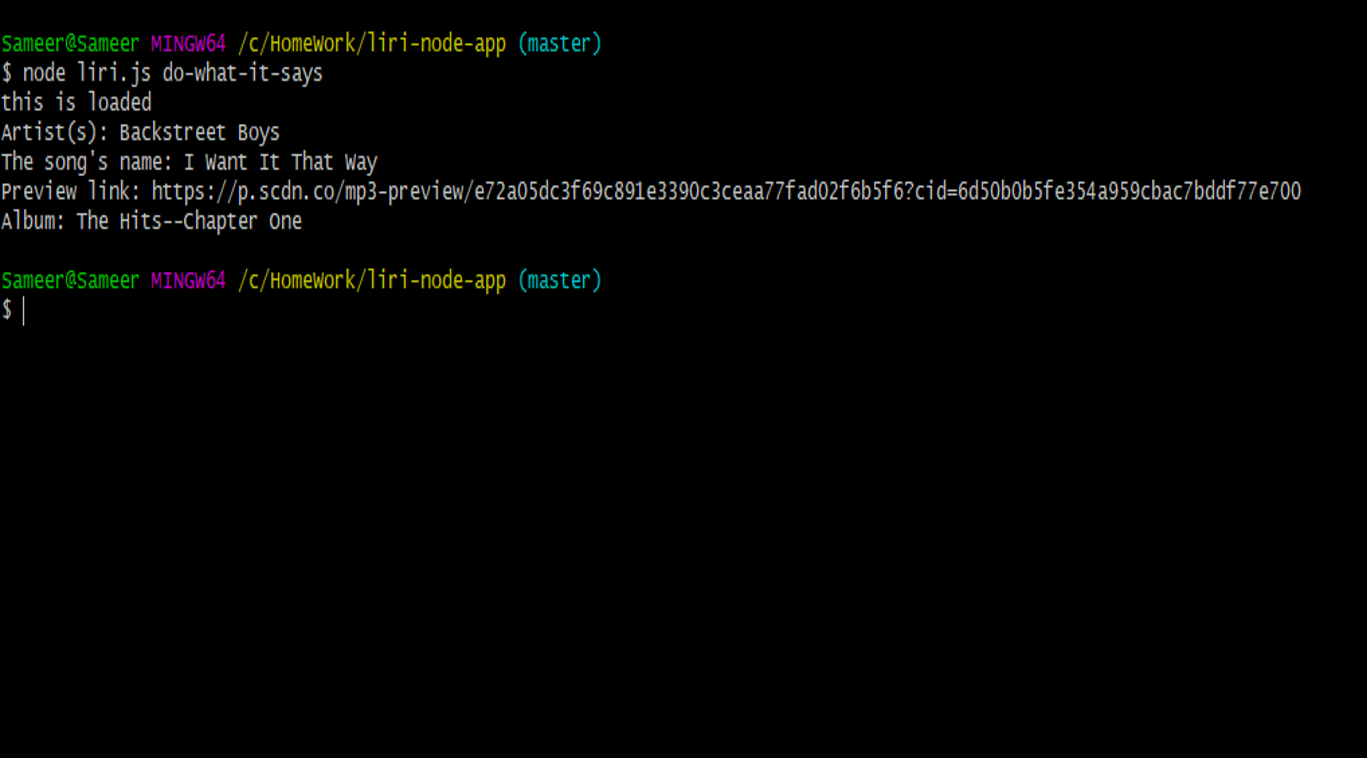 Sameer@Sameer MINGW64 /c/HomeWork/liri-node-app (master)
$ node liri.js do-what-it-says
this is loaded
Artist(s): Backstreet Boys
The song's name: I Want It That Way
Preview link: https://p.scdn.co/mp3-preview/e72a05dc3f69c891e3390c3ceaa77fad02f6b5f6?cid=6d50b0b5fe354a959cbac7bddf77e700
Album: The Hits--Chapter One
Sameer@Sameer MINGW64 /c/HomeWork/liri-node-app (master)
$